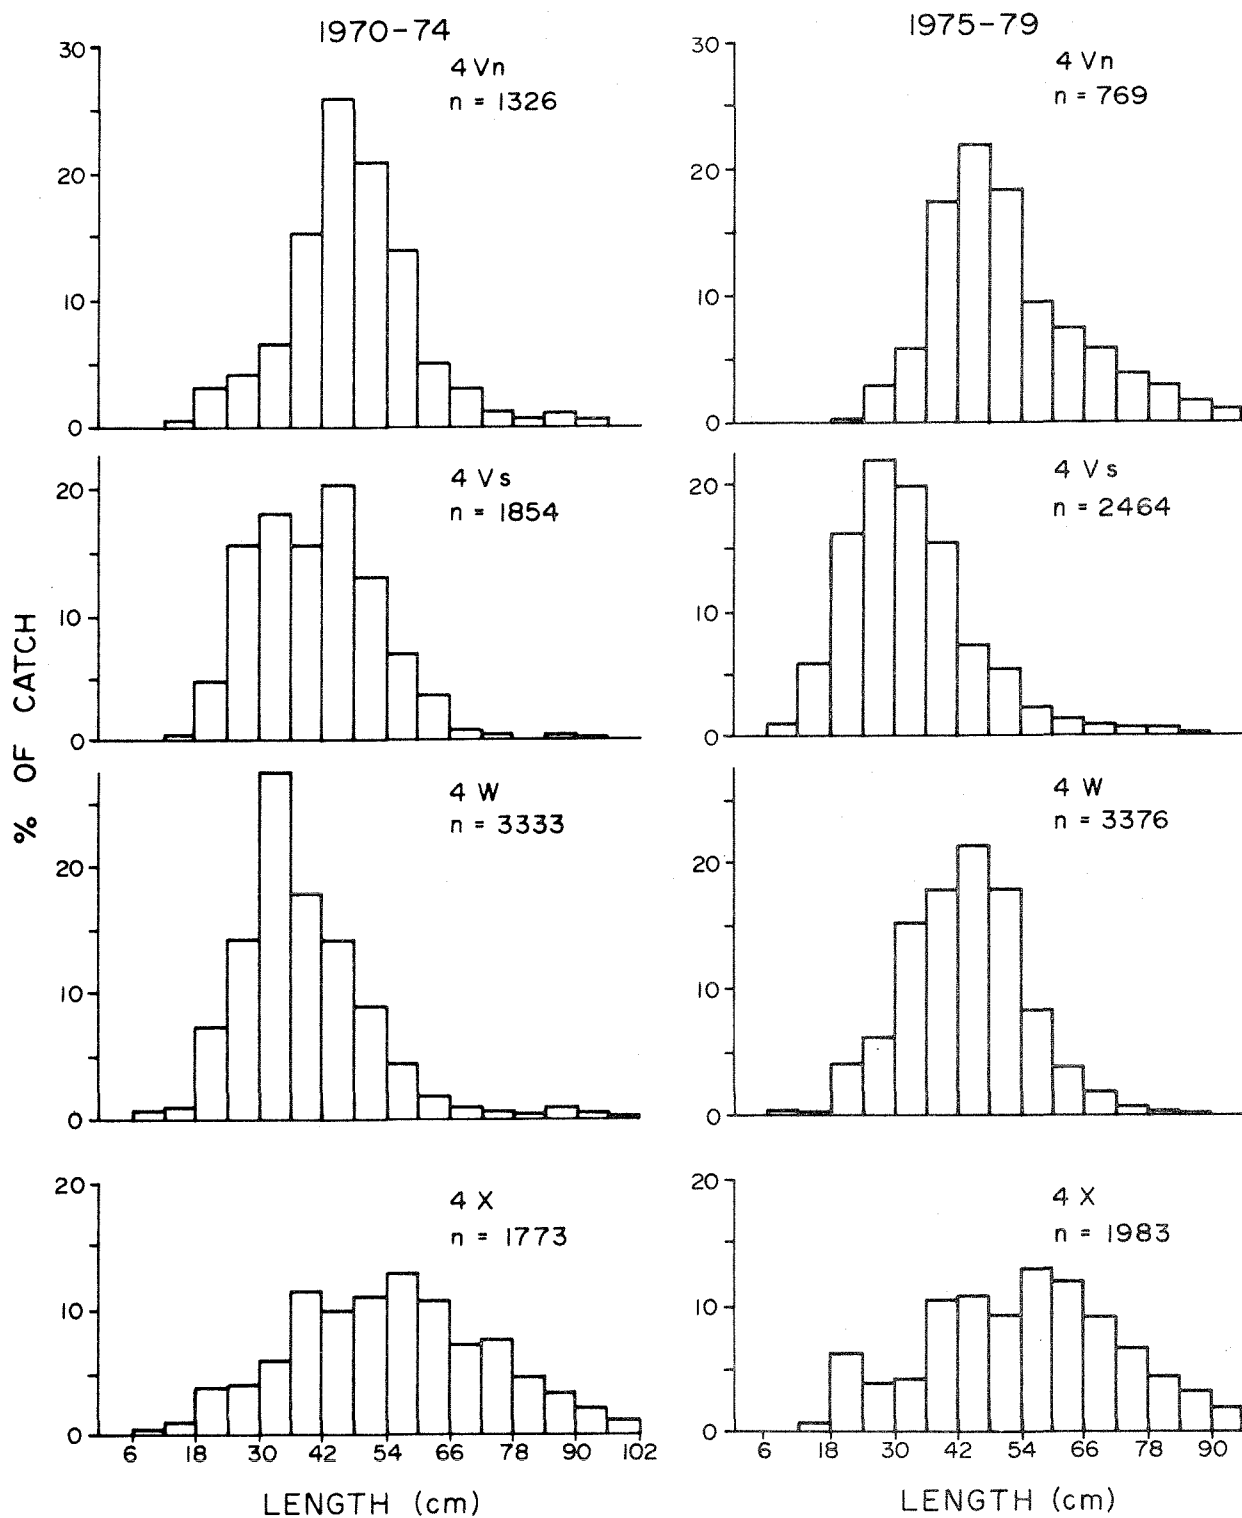 1970-74
1975-79
30
20
10
0
4 Vn
n = 1326
30
20
10
0
4 Vn
n = 769
20
10
0
4 Vs
n = 1854
20
10
0
4 Vs
n = 2464
% OF CATCH
20
10
0
4 W
n = 3333
20
10
0
4 W
n = 3376
20
10
0
4 X
n = 1773
6 18 30 42 54 66 78 90 102
LENGTH (cm)
20
10
0
4 X
n = 1983
6 18 30 42 54 66 78 90
LENGTH (cm)